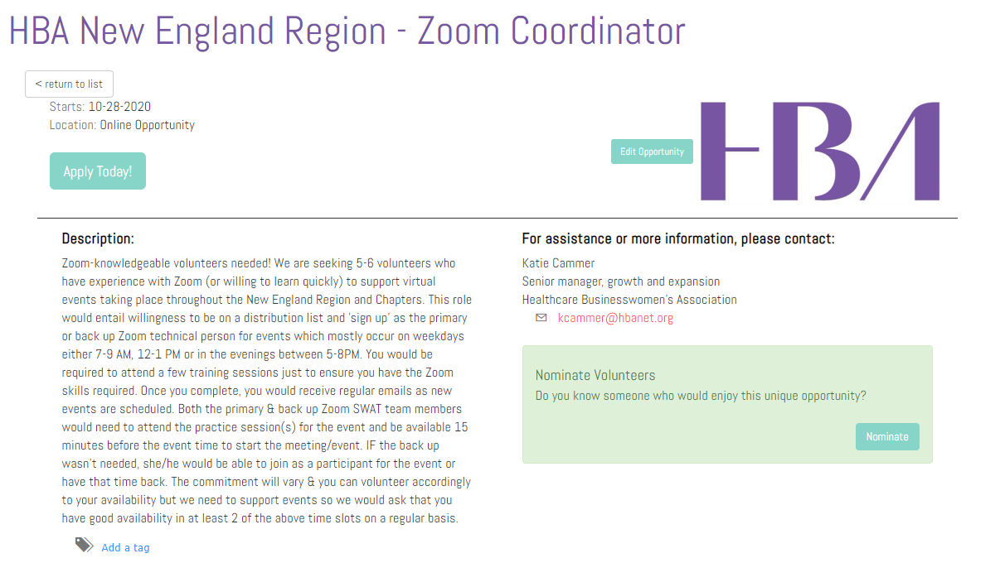 HBA New England Region - Zoom Coordinator
< return to list
Starts: 10-28-2020
Location: Online Opportunity
Apply Today!
Edit Opportunity
HBA
Description:
Zoom-knowledgeable volunteers needed! We are seeking 5-6 volunteers who
have experience with Zoom (or willing to learn quickly) to support virtual
events taking place throughout the New England Region and Chapters. This role
would entail willingness to be on a distribution list and 'sign up' as the primary
or back up Zoom technical person for events which mostly occur on weekdays
either 7-9 AM, 12-1 PM or in the evenings between 5-8PM. You would be
required to attend a few training sessions just to ensure you have the Zoom
skills required. Once you complete, you would receive regular emails as new
events are scheduled. Both the primary & back up Zoom SWAT team members
would need to attend the practice session(s) for the event and be available 15
minutes before the event time to start the meeting/event. IF the back up
wasn't needed, she/he would be able to join as a participant for the event or
have that time back. The commitment will vary & you can volunteer accordingly
to your availability but we need to support events so we would ask that you
have good availability in at least 2 of the above time slots on a regular basis.
Add a tag
For assistance or more information, please contact:
Katie Cammer
Senior manager, growth and expansion
Healthcare Businesswomen's Association
kcammer@hbanet.org
Nominate Volunteers
Do you know someone who would enjoy this unique opportunity?
Nominate